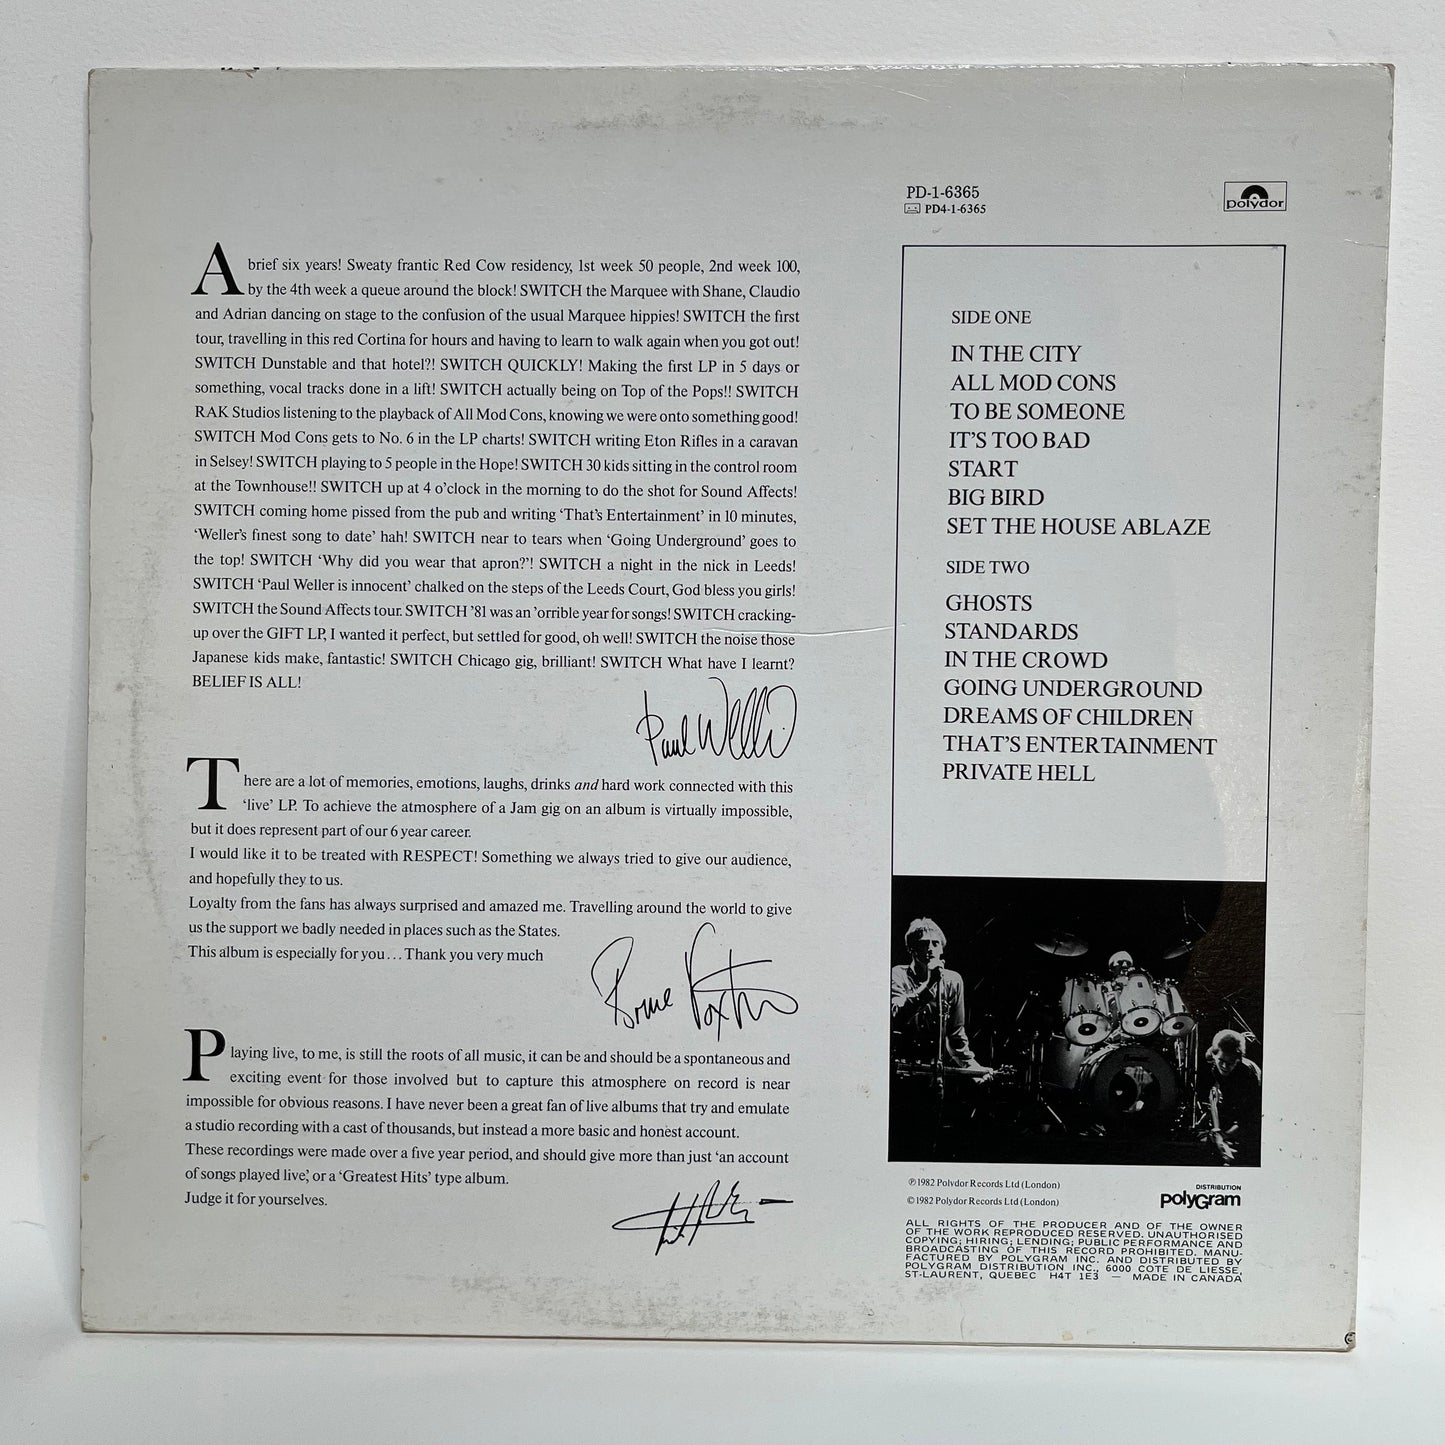 PD-1-6365
PD4-1-6365
polydor
A brief six years! Sweaty frantic Red Cow residency, 1st week 50 people, 2nd week 100,
by the 4th week a queue around the block! SWITCH the Marquee with Shane, Claudio
and Adrian dancing on stage to the confusion of the usual Marquee hippies! SWITCH the first
tour, travelling in this red Cortina for hours and having to learn to walk again when you got out!
SWITCH Dunstable and that hotel?! SWITCH QUICKLY! Making the first LP in 5 days or
something, vocal tracks done in a lift! SWITCH actually being on Top of the Pops!! SWITCH
RAK Studios listening to the playback of All Mod Cons, knowing we were onto something good!
SWITCH Mod Cons gets to No. 6 in the LP charts! SWITCH writing Eton Rifles in a caravan
in Selsey! SWITCH playing to 5 people in the Hope! SWITCH 30 kids sitting in the control room
at the Townhouse!! SWITCH up at 4 o'clock in the morning to do the shot for Sound Affects!
SWITCH coming home pissed from the pub and writing 'That's Entertainment' in 10 minutes,
'Weller's finest song to date' hah! SWITCH near to tears when 'Going Underground' goes to
the top! SWITCH 'Why did you wear that apron?'! SWITCH a night in the nick in Leeds!
SWITCH 'Paul Weller is innocent' chalked on the steps of the Leeds Court, God bless you girls!
SWITCH the Sound Affects tour. SWITCH '81 was an 'orrible year for songs! SWITCH cracking-
up over the GIFT LP, I wanted it perfect, but settled for good, oh well! SWITCH the noise those
Japanese kids make, fantastic! SWITCH Chicago gig, brilliant! SWITCH What have I learnt?
BELIEF IS ALL!
Paul Weller
There are a lot of memories, emotions, laughs, drinks and hard work connected with this
'live' LP. To achieve the atmosphere of a Jam gig on an album is virtually impossible,
but it does represent part of our 6 year career.
I would like it to be treated with RESPECT! Something we always tried to give our audience,
and hopefully they to us.
Loyalty from the fans has always surprised and amazed me. Travelling around the world to give
us the support we badly needed in places such as the States.
This album is especially for you... Thank you very much
Bruce Foxton
Playing live, to me, is still the roots of all music, it can be and should be a spontaneous and
exciting event for those involved but to capture this atmosphere on record is near
impossible for obvious reasons. I have never been a great fan of live albums that try and emulate
a studio recording with a cast of thousands, but instead a more basic and honest account.
These recordings were made over a five year period, and should give more than just 'an account
of songs played live', or a 'Greatest Hits' type album.
Judge it for yourselves.
SIDE ONE
IN THE CITY
ALL MOD CONS
TO BE SOMEONE
IT'S TOO BAD
START
BIG BIRD
SET THE HOUSE ABLAZE
SIDE TWO
GHOSTS
STANDARDS
IN THE CROWD
GOING UNDERGROUND
DREAMS OF CHILDREN
THAT'S ENTERTAINMENT
PRIVATE HELL
℗ 1982 Polydor Records Ltd (London)
© 1982 Polydor Records Ltd (London)
DISTRIBUTION
polyGram
ALL RIGHTS OF THE PRODUCER AND OF THE OWNER
OF THE WORK REPRODUCED RESERVED. UNAUTHORISED
COPYING; HIRING; LENDING; PUBLIC PERFORMANCE AND
BROADCASTING OF THIS RECORD PROHIBITED. MANU-
FACTURED BY POLYGRAM INC. AND DISTRIBUTED BY
POLYGRAM DISTRIBUTION INC., 6000 COTE DE LIESSE,
ST-LAURENT, QUEBEC H4T 1E3 — MADE IN CANADA